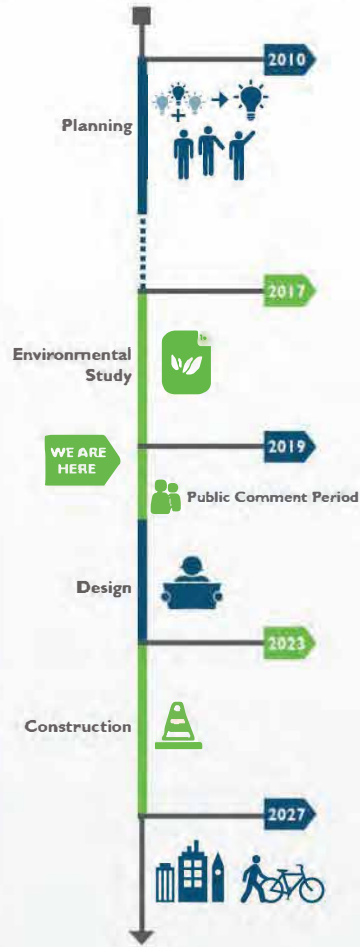 2010
Planning
2017
Environmental
Study
2019
WE ARE
HERE
Public Comment Period
Design
2023
Construction
2027